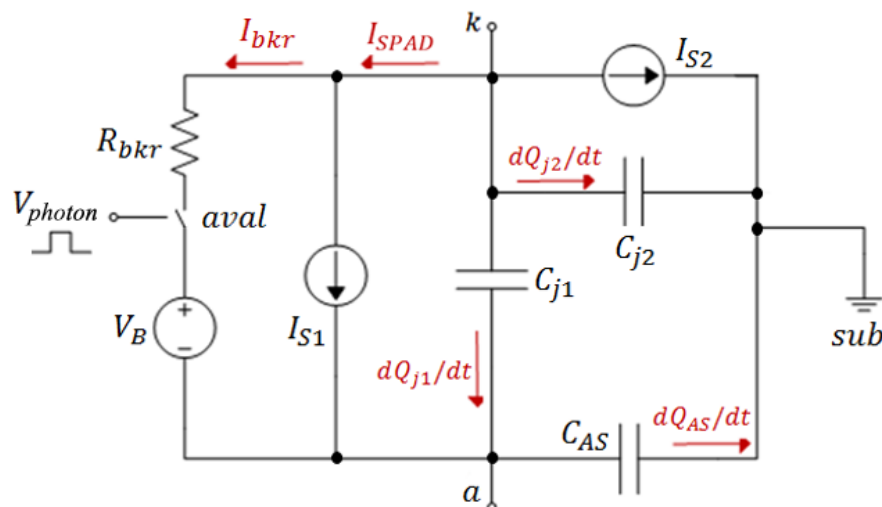 I_bkr
I_SPAD
k
I_S2
R_bkr
dQ_j2/dt
V_photon
aval
C_j2
C_j1
V_B
+
−
I_S1
sub
dQ_j1/dt
C_AS
dQ_AS/dt
a